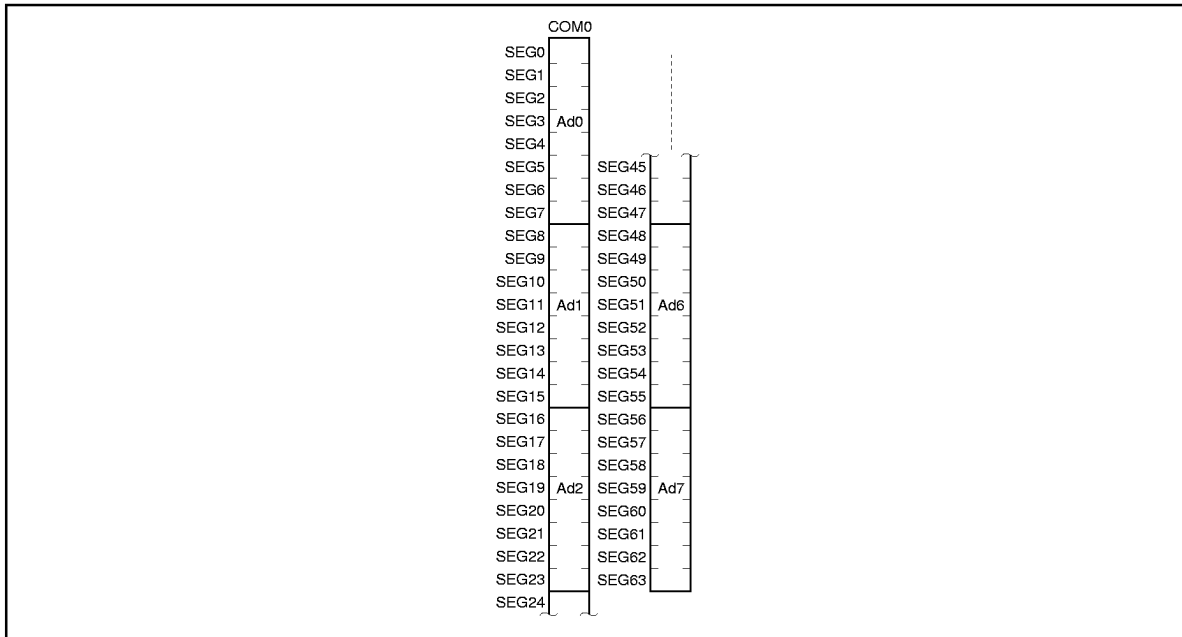 COM0
SEG0
SEG1
SEG2
SEG3 Ad0
SEG4
SEG5
SEG6
SEG7
SEG8
SEG9
SEG10
SEG11 Ad1
SEG12
SEG13
SEG14
SEG15
SEG16
SEG17
SEG18
SEG19 Ad2
SEG20
SEG21
SEG22
SEG23
SEG24
SEG45
SEG46
SEG47
SEG48
SEG49
SEG50
SEG51 Ad6
SEG52
SEG53
SEG54
SEG55
SEG56
SEG57
SEG58
SEG59 Ad7
SEG60
SEG61
SEG62
SEG63